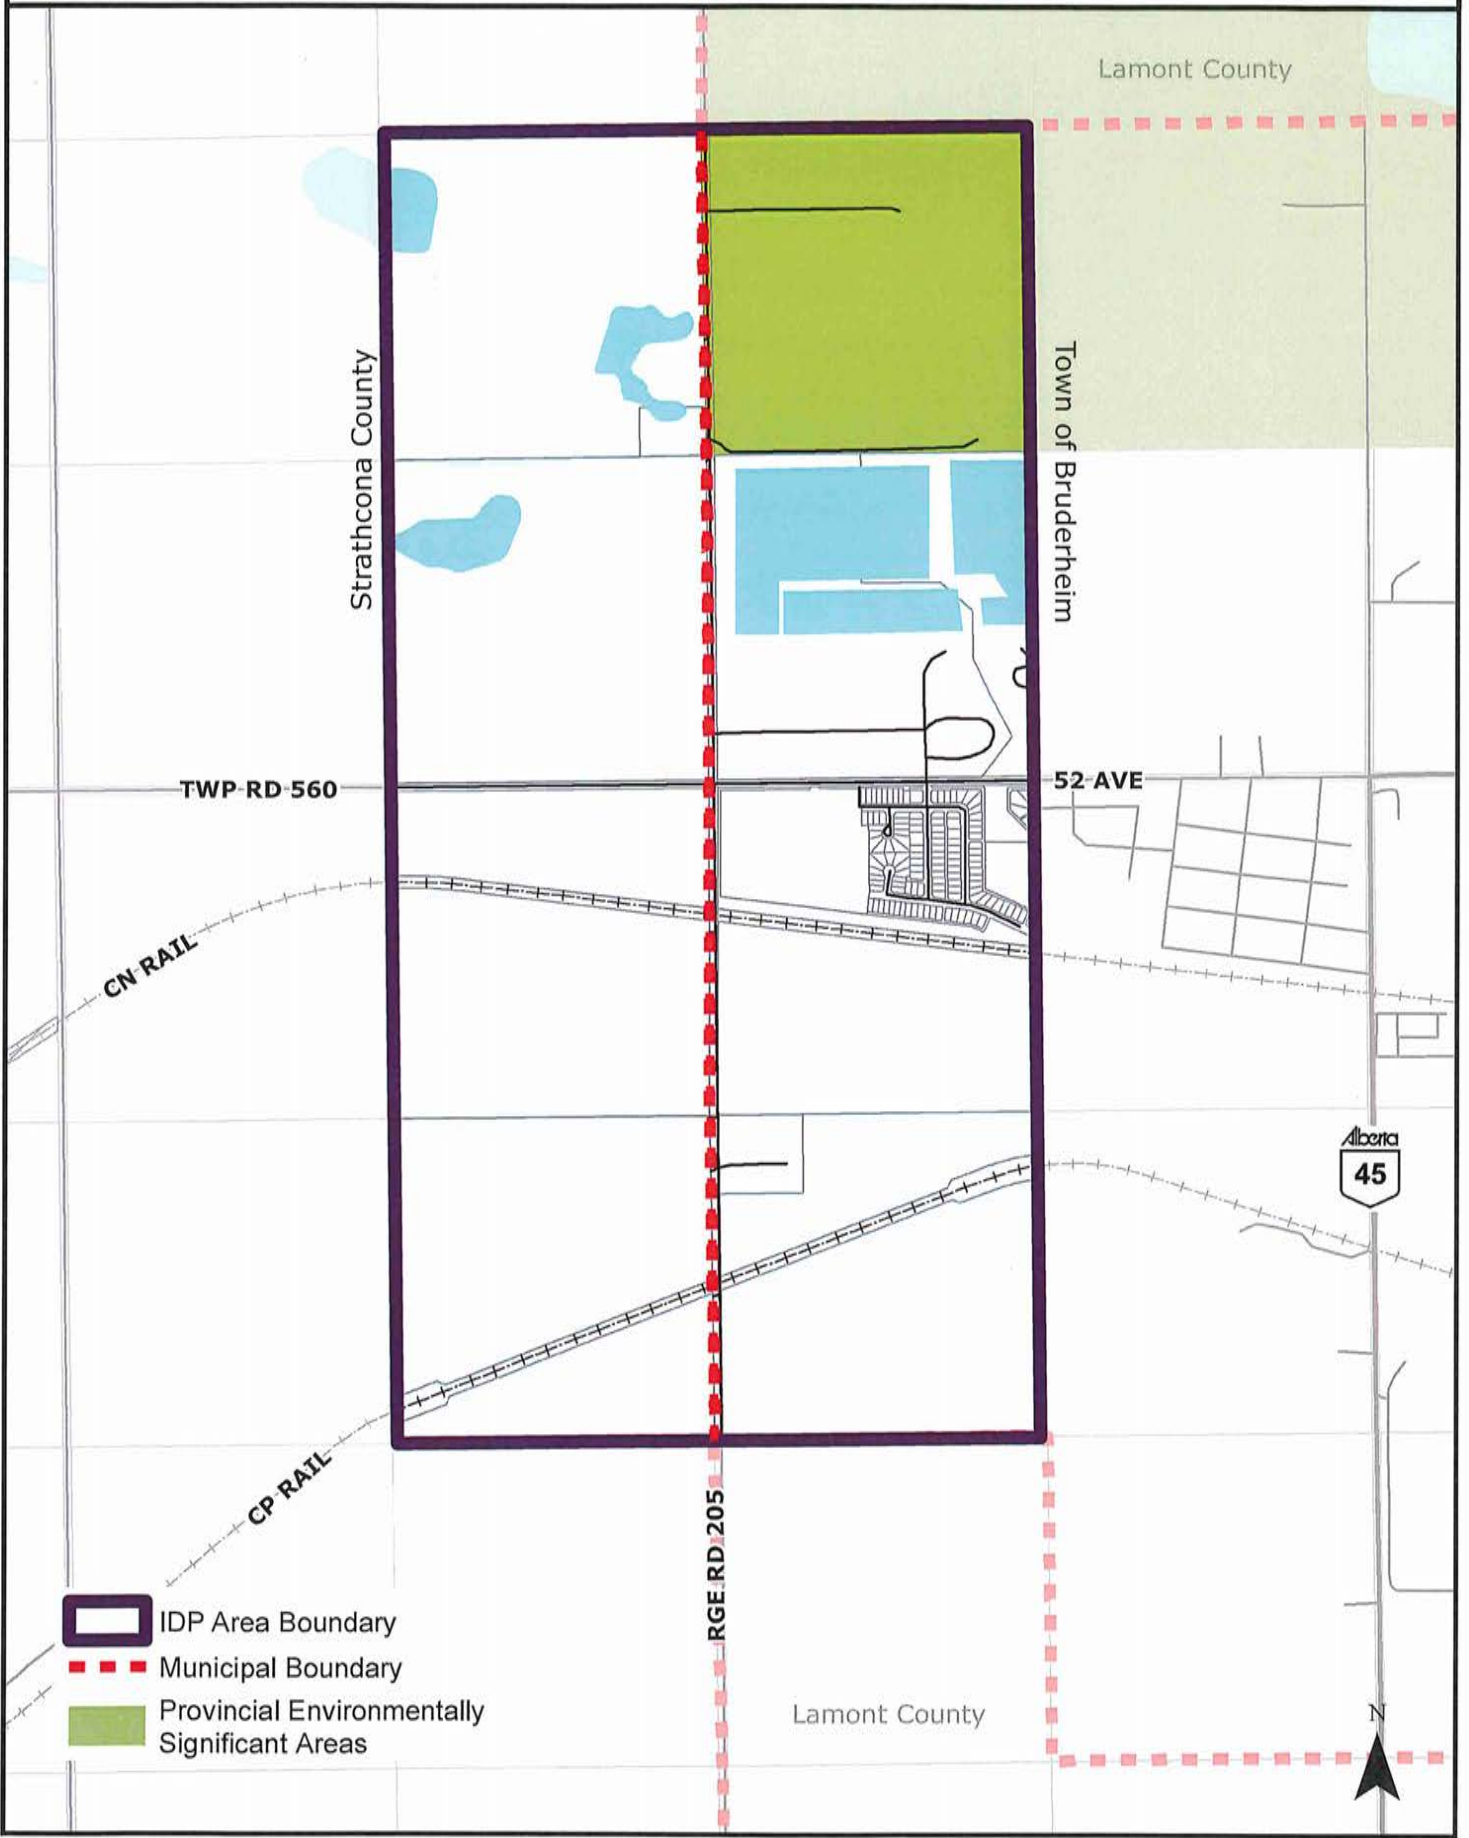 Lamont County
Strathcona County
Town of Bruderheim
TWP RD 560
52 AVE
CN RAIL
Alberta
45
CP RAIL
RGE RD 205
IDP Area Boundary
Municipal Boundary
Provincial Environmentally
Significant Areas
Lamont County
N